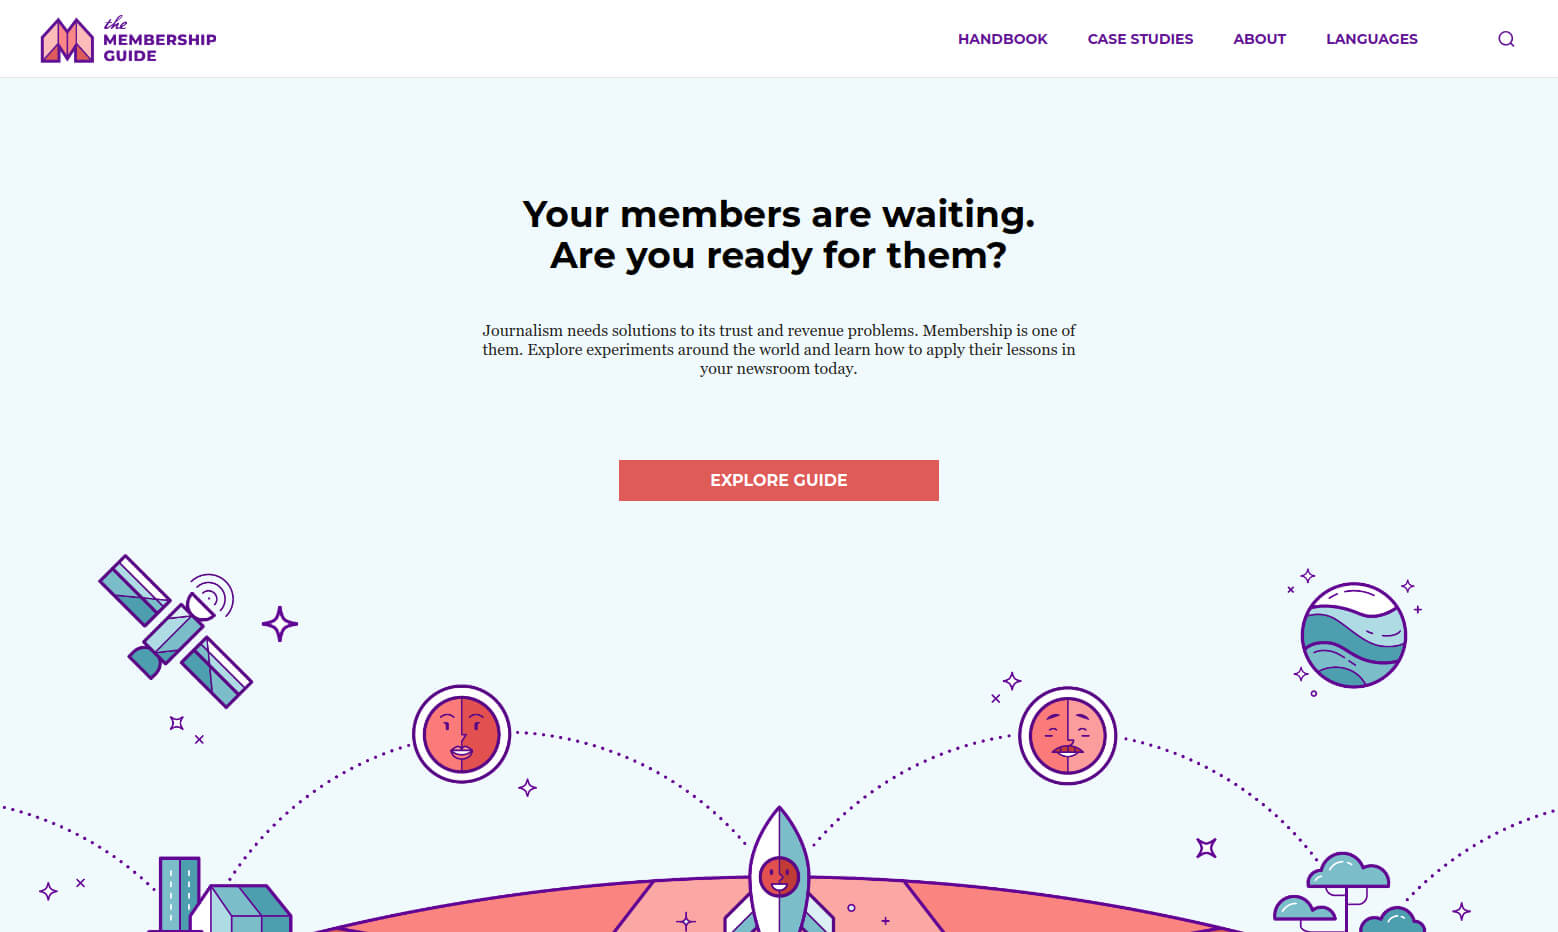 the
MEMBERSHIP
GUIDE
HANDBOOK
CASE STUDIES
ABOUT
LANGUAGES
Your members are waiting.
Are you ready for them?
Journalism needs solutions to its trust and revenue problems. Membership is one of
them. Explore experiments around the world and learn how to apply their lessons in
your newsroom today.
EXPLORE GUIDE